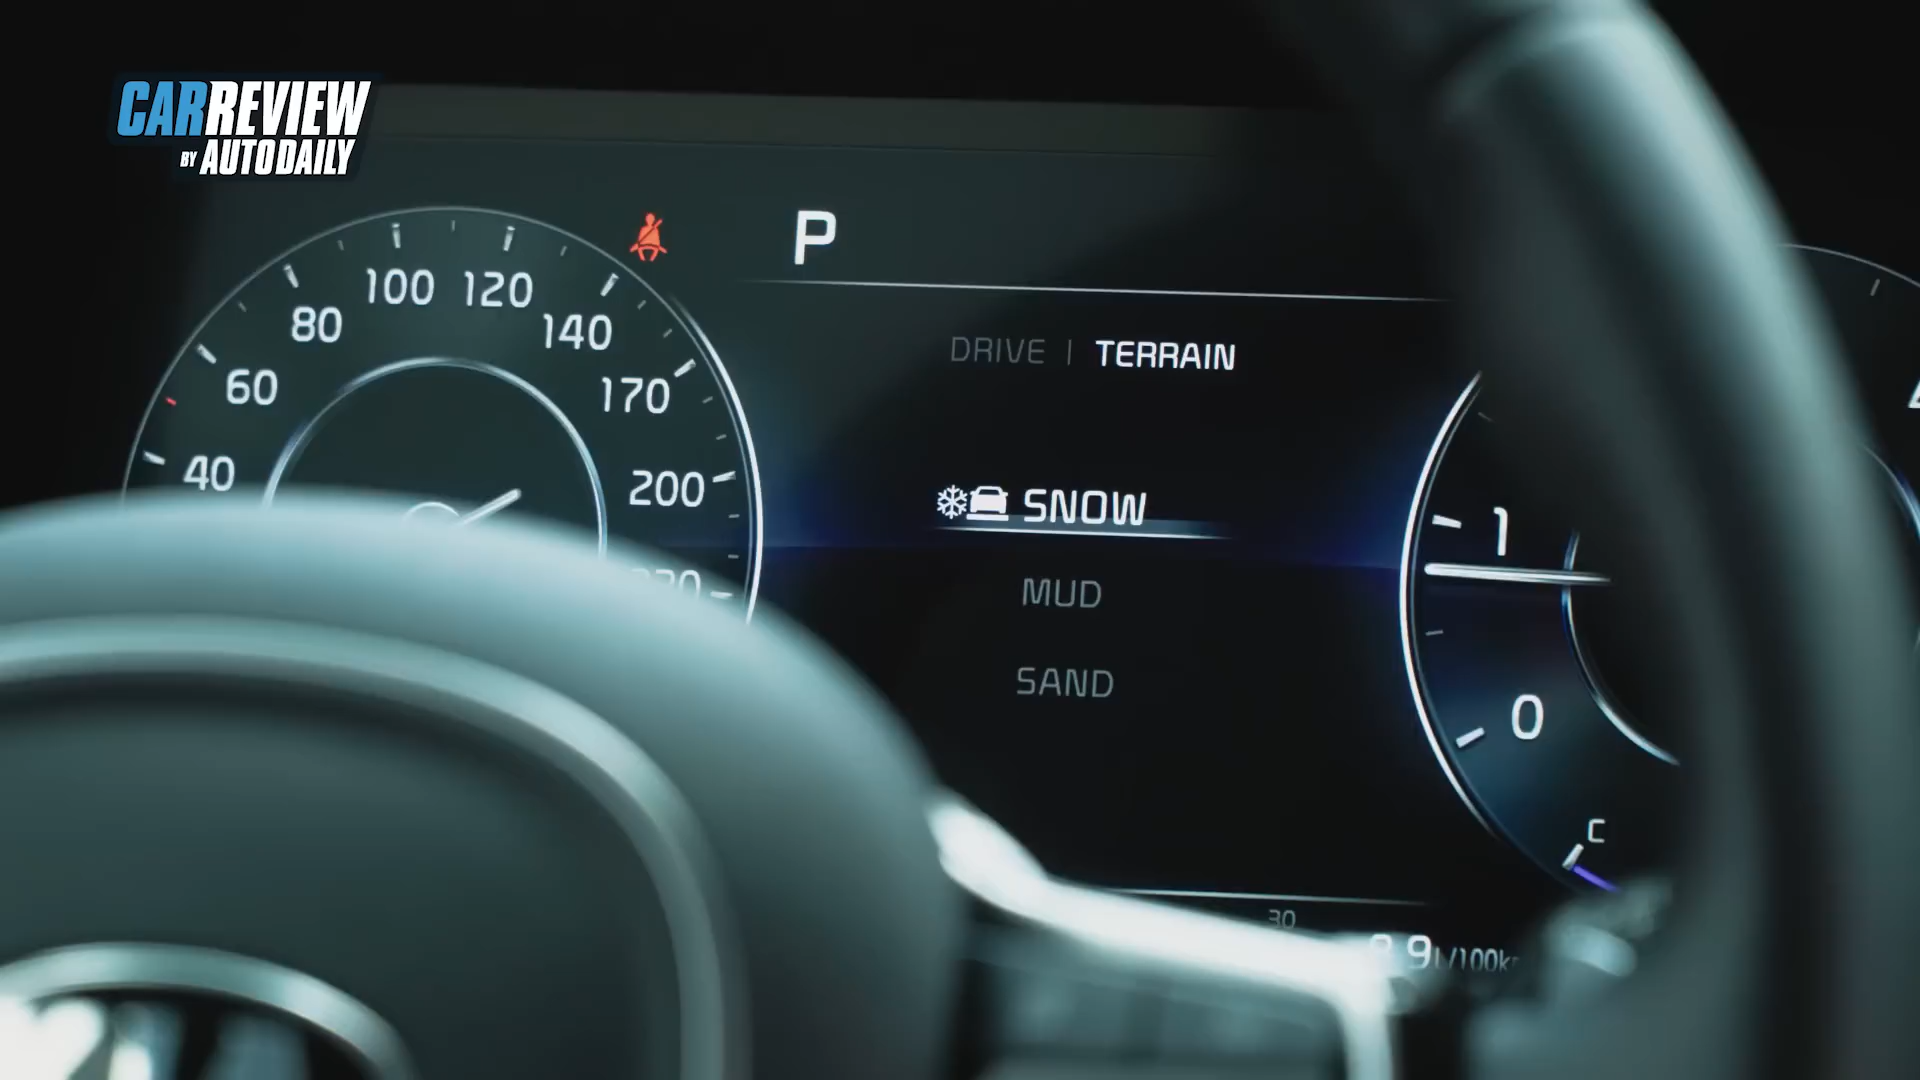 CARREVIEW
BY AUTODAILY
P
100 120
80 140
60 170
40 200
DRIVE | TERRAIN
SNOW
MUD
SAND
1
0
C
30
L/100k